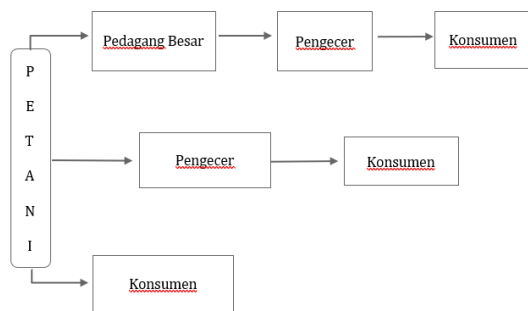 Pedagang Besar
Pengecer
Konsumen
P
E
T
A
N
I
Pengecer
Konsumen
Konsumen